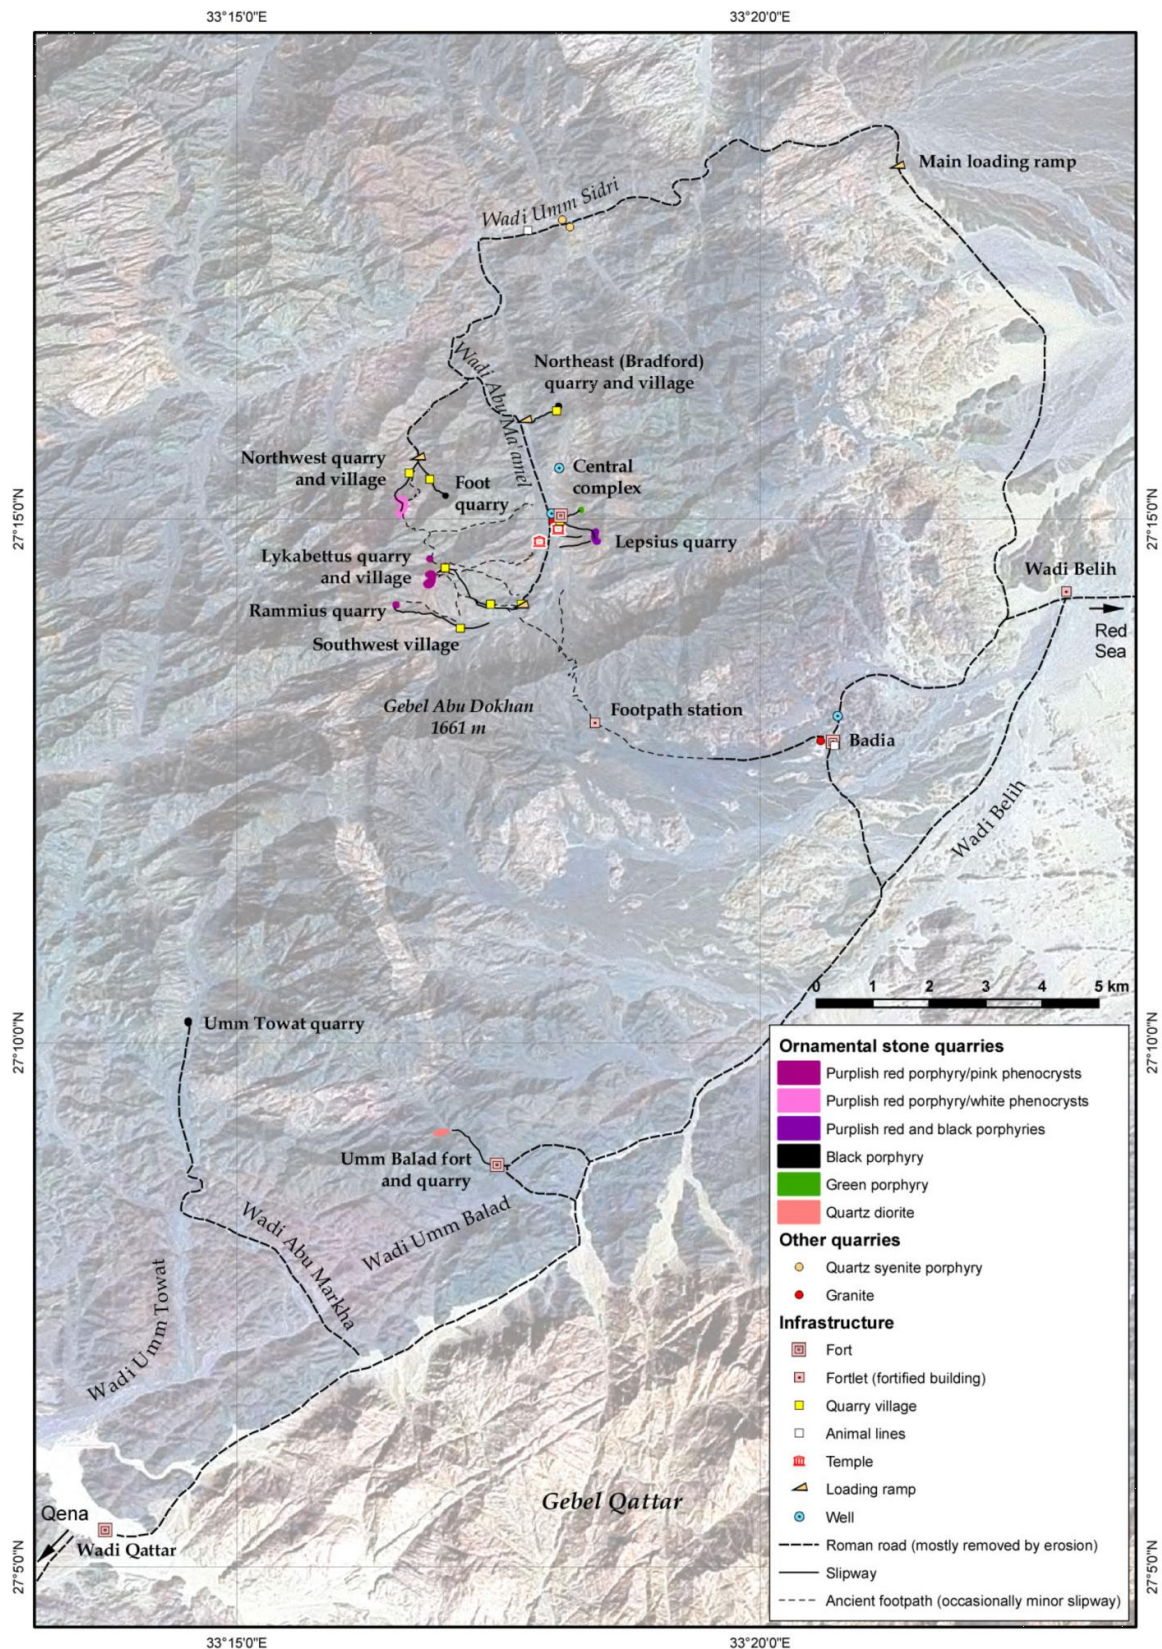 33°15'0"E
33°20'0"E
Main loading ramp
Wadi Umm Sidri
Wadi Abu Ma'amel
Northeast (Bradford)
quarry and village
Northwest quarry
and village
Foot
quarry
Central
complex
27°15'0"N
27°15'0"N
Lepsius quarry
Lykabettus quarry
and village
Wadi Belih
Rammius quarry
Red
Sea
Southwest village
Gebel Abu Dokhan
1661 m
Footpath station
Badia
Wadi Belih
0 1 2 3 4 5 km
Umm Towat quarry
27°10'0"N
27°10'0"N
Umm Balad fort
and quarry
Wadi Umm Balad
Wadi Abu Markha
Wadi Umm Towat
Gebel Qattar
Qena
Wadi Qattar
27°5'0"N
27°5'0"N
Ornamental stone quarries
Purplish red porphyry/pink phenocrysts
Purplish red porphyry/white phenocrysts
Purplish red and black porphyries
Black porphyry
Green porphyry
Quartz diorite
Other quarries
Quartz syenite porphyry
Granite
Infrastructure
Fort
Fortlet (fortified building)
Quarry village
Animal lines
Temple
Loading ramp
Well
Roman road (mostly removed by erosion)
Slipway
Ancient footpath (occasionally minor slipway)
33°15'0"E
33°20'0"E